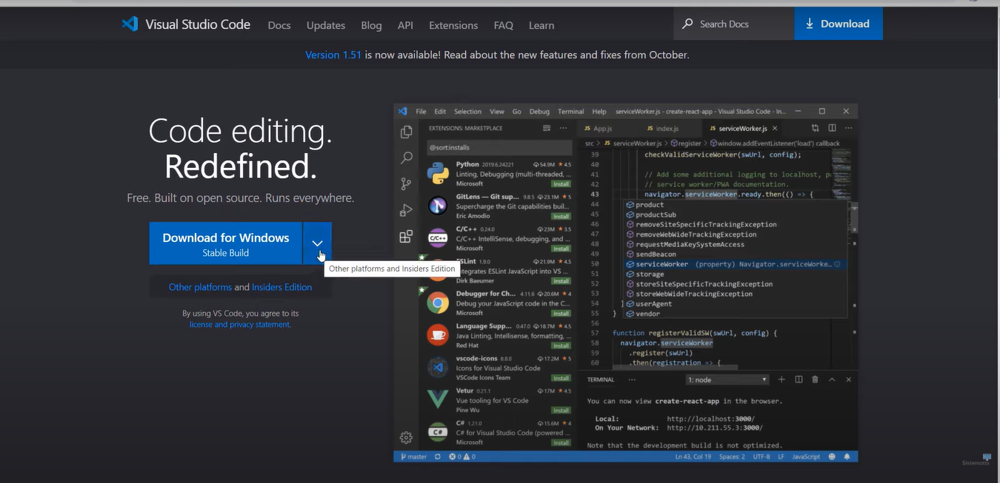 Visual Studio Code Docs Updates Blog API Extensions FAQ Learn Search Docs Download
Version 1.51 is now available! Read about the new features and fixes from October.
Code editing.
Redefined.
Free. Built on open source. Runs everywhere.
Download for Windows
Stable Build
Other platforms and Insiders Edition
Other platforms and Insiders Edition
By using VS Code, you agree to its
license and privacy statement.
File Edit Selection View Go Debug Terminal Help serviceWorker.js - create-react-app - Visual Studio Code - In...
EXTENSIONS: MARKETPLACE
@sort:installs
Python 2019.6.24221 54.9M 4.5
Linting, Debugging (multi-threaded, ...
Microsoft Install
GitLens — Git sup... 9.8.5 23.1M 5
Supercharge the Git capabilities buil...
Eric Amodio Install
C/C++ 0.24.0 23M 3.5
C/C++ IntelliSense, debugging, and ...
Microsoft Install
ESLint 1.9.0 21.9M 4.5
ntegrates ESLint JavaScript into VS ...
Dirk Baeumer Install
Debugger for Ch... 4.11.6 20.6M 4
Debug your JavaScript code in the C...
Microsoft Install
Language Supp... 0.47.0 18.7M 4.5
Java Linting, Intellisense, formatting, ...
Red Hat Install
vscode-icons 8.8.0 17.2M 5
Icons for Visual Studio Code
VSCode Icons Team Install
Vetur 0.21.1 17M 4.5
Vue tooling for VS Code
Pine Wu Install
C# 1.21.0 15.6M 4
C# for Visual Studio Code (powered ...
Microsoft Install
C/C++
C#
JS App.js JS index.js JS serviceWorker.js
src > JS serviceWorker.js > register > window.addEventListener('load') callback
39 checkValidServiceWorker(swUrl, config);
40
41 // Add some additional logging to localhost, p
42 // service worker/PWA documentation.
43 navigator.serviceWorker.ready.then(() => {
44 product
45 productSub
46 removeSiteSpecificTrackingException
47 removeWebWideTrackingException
48 requestMediaKeySystemAccess
49 sendBeacon
50 serviceWorker (property) Navigator.serviceWorke...
51 storage
52 storeSiteSpecificTrackingException
53 storeWebWideTrackingException
54 ] userAgent
55 } vendor
56
57 function registerValidSW(swUrl, config) {
58 navigator.serviceWorker
59 .register(swUrl)
60 .then(registration => {
TERMINAL ... 1: node
You can now view create-react-app in the browser.
Local: http://localhost:3000/
On Your Network: http://10.211.55.3:3000/
Note that the development build is not optimized.
master 0 0 Ln 43, Col 19 Spaces: 2 UTF-8 LF JavaScript
Sistemotts